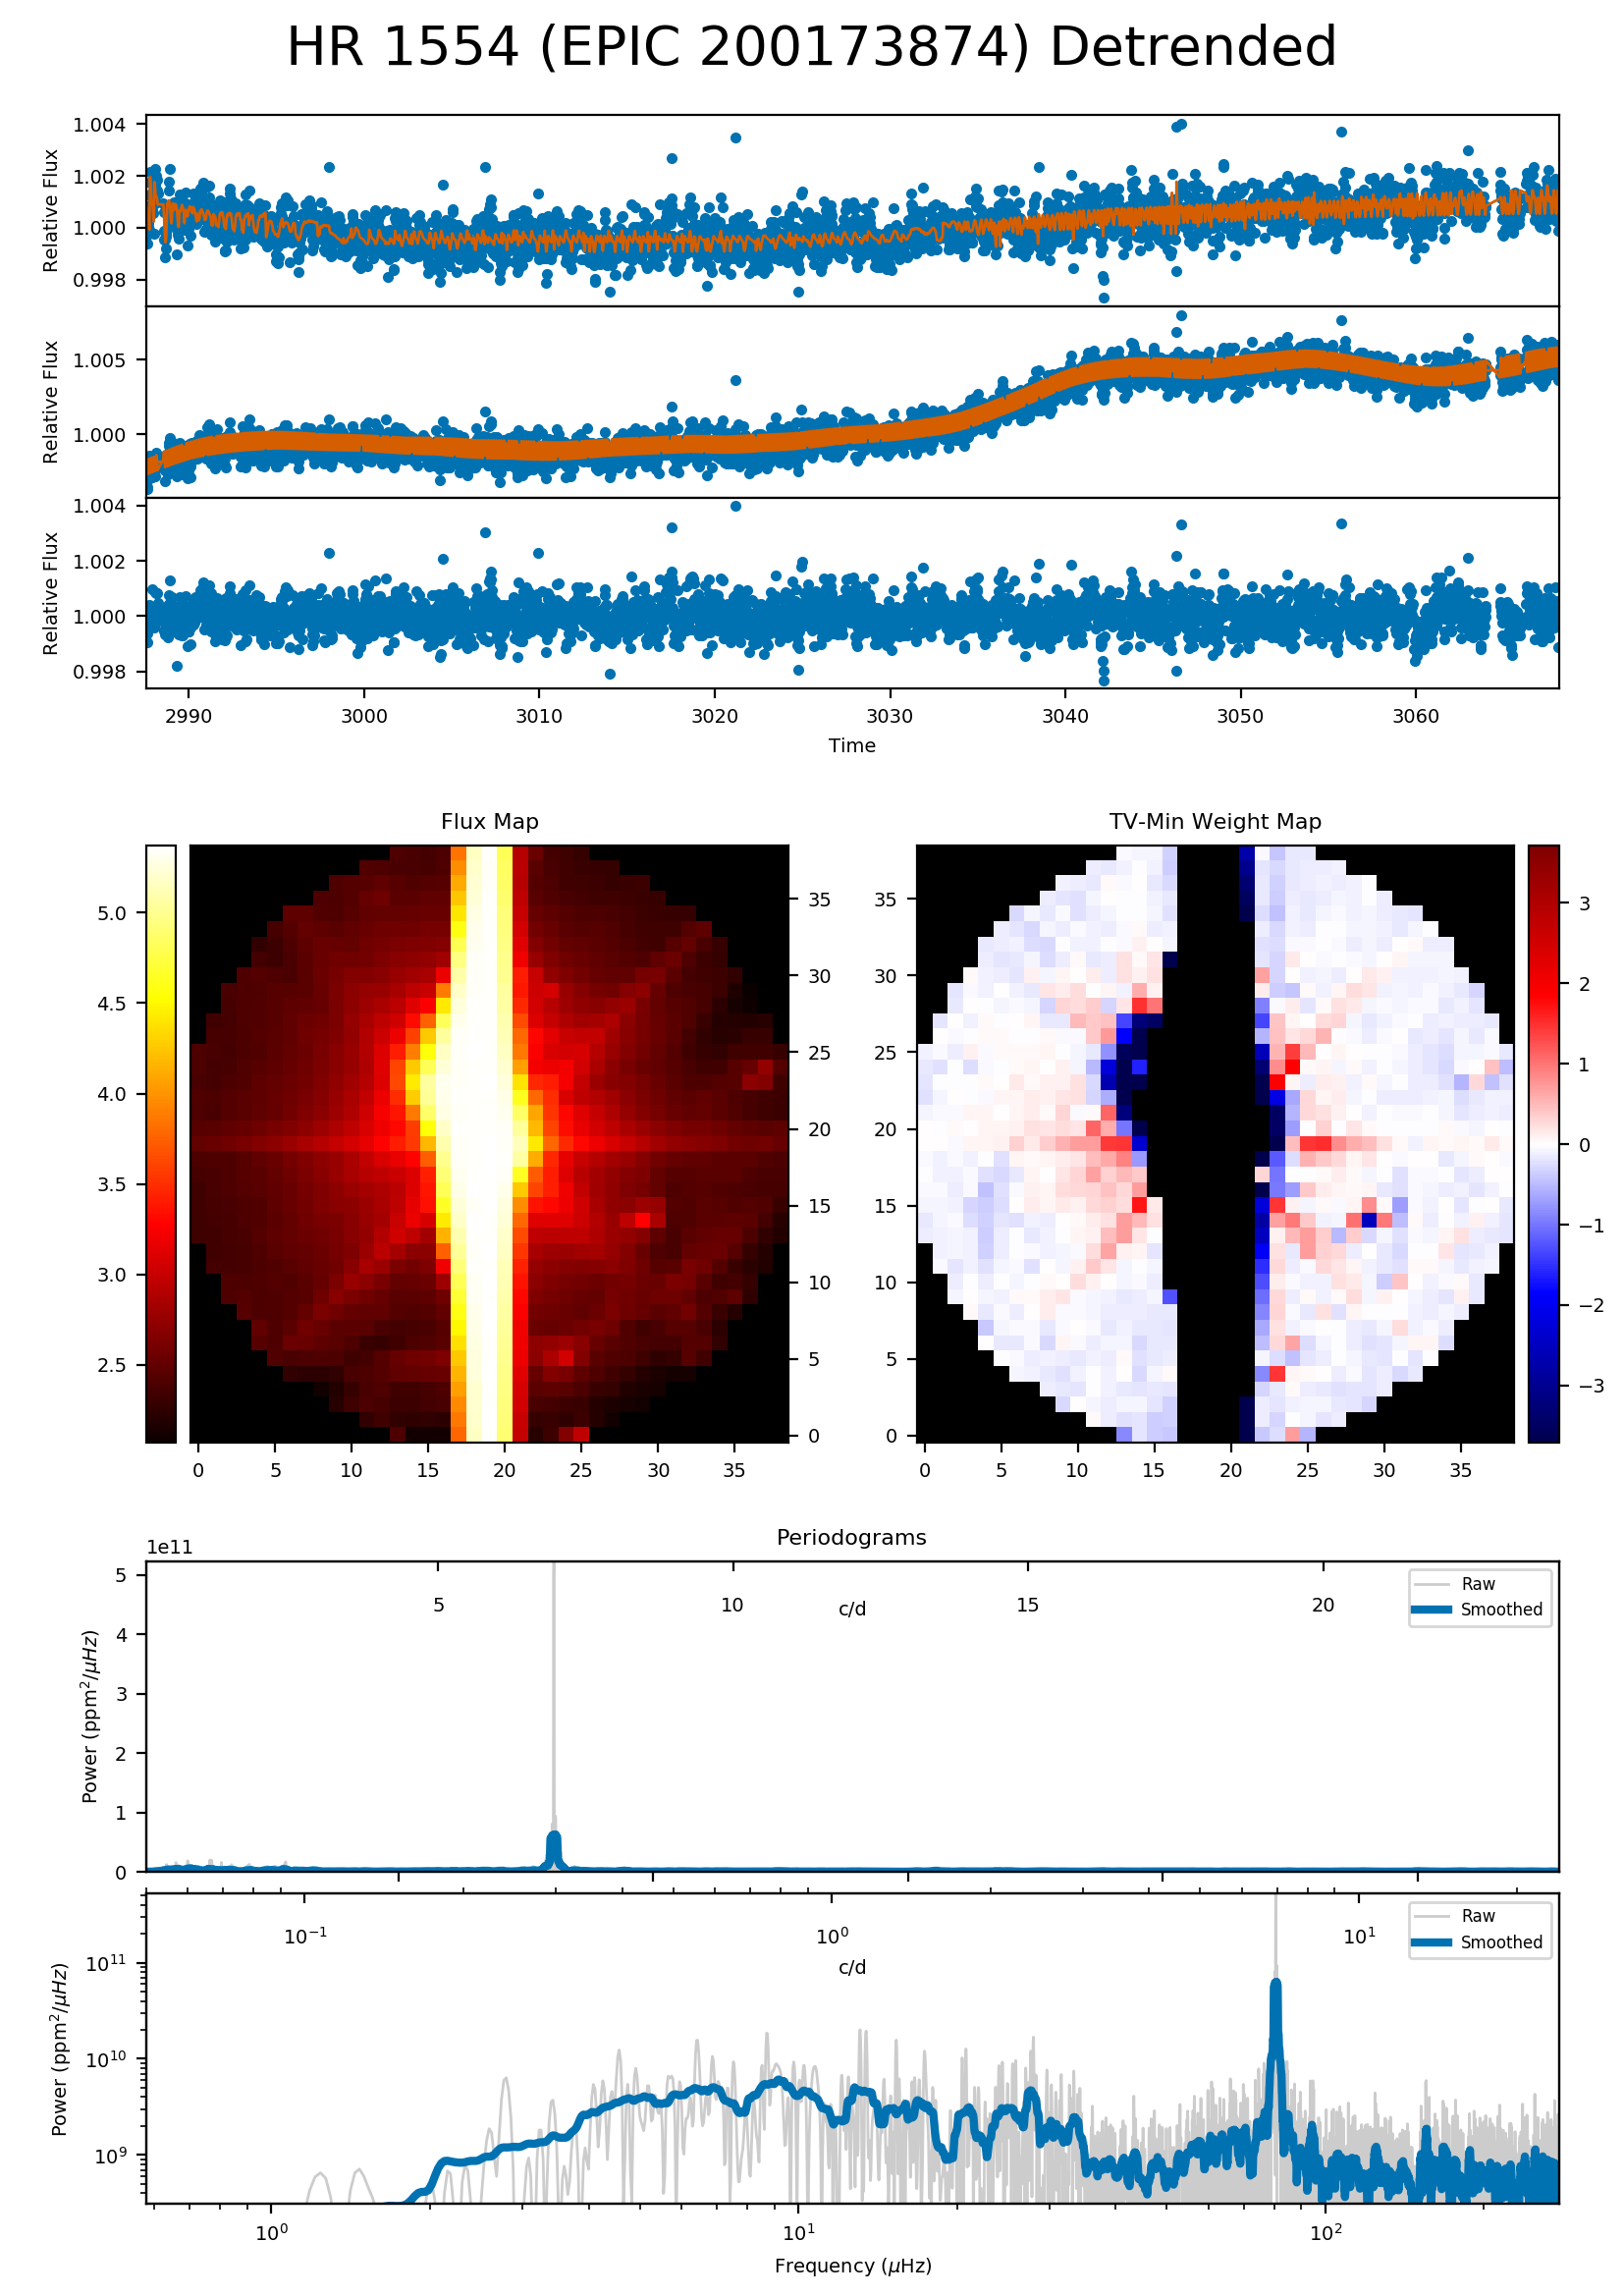 HR 1554 (EPIC 200173874) Detrended
1.004
1.002
1.000
0.998
Relative Flux
1.005
1.000
Relative Flux
1.004
1.002
1.000
0.998
Relative Flux
2990 3000 3010 3020 3030 3040 3050 3060
Time
Flux Map
5.0
4.5
4.0
3.5
3.0
2.5
35
30
25
20
15
10
5
0
0 5 10 15 20 25 30 35
TV-Min Weight Map
35
30
25
20
15
10
5
0
0 5 10 15 20 25 30 35
3
2
1
0
−1
−2
−3
Periodograms
1e11
5
4
3
2
1
0
Power (ppm²/μHz)
5 10 15 20
c/d
Raw
Smoothed
10¹¹
10¹⁰
10⁹
Power (ppm²/μHz)
10⁻¹ 10⁰ 10¹
c/d
Raw
Smoothed
10⁰ 10¹ 10²
Frequency (μHz)